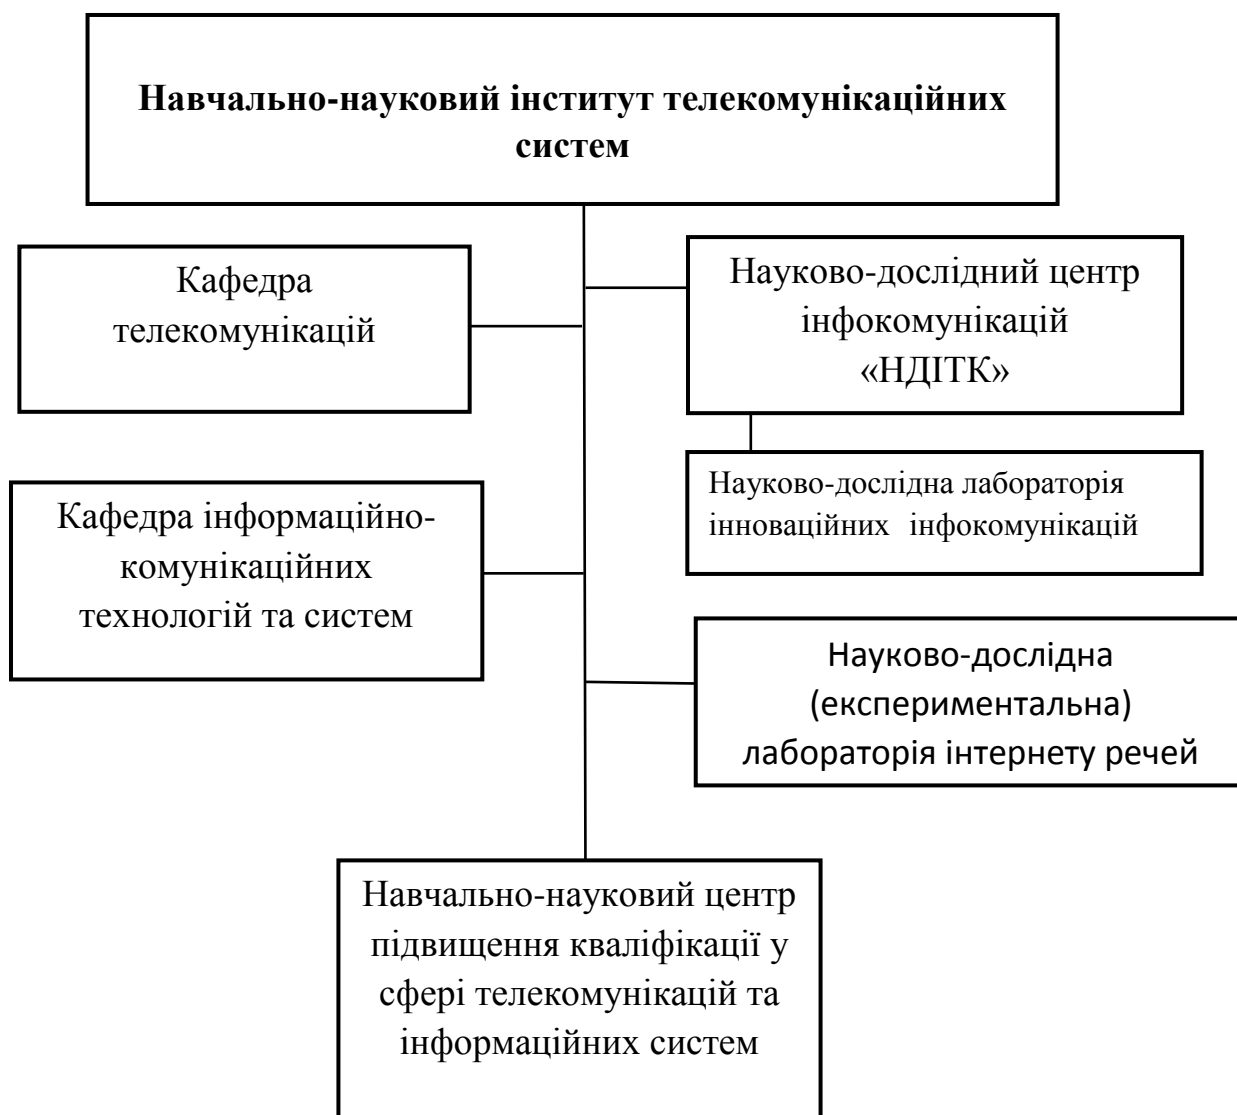 Навчально-науковий інститут телекомунікаційних
систем
Кафедра
телекомунікацій
Науково-дослідний центр
інфокомунікацій
«НДІТК»
Науково-дослідна лабораторія
інноваційних інфокомунікацій
Кафедра інформаційно-
комунікаційних
технологій та систем
Науково-дослідна
(експериментальна)
лабораторія інтернету речей
Навчально-науковий центр
підвищення кваліфікації у
сфері телекомунікацій та
інформаційних систем